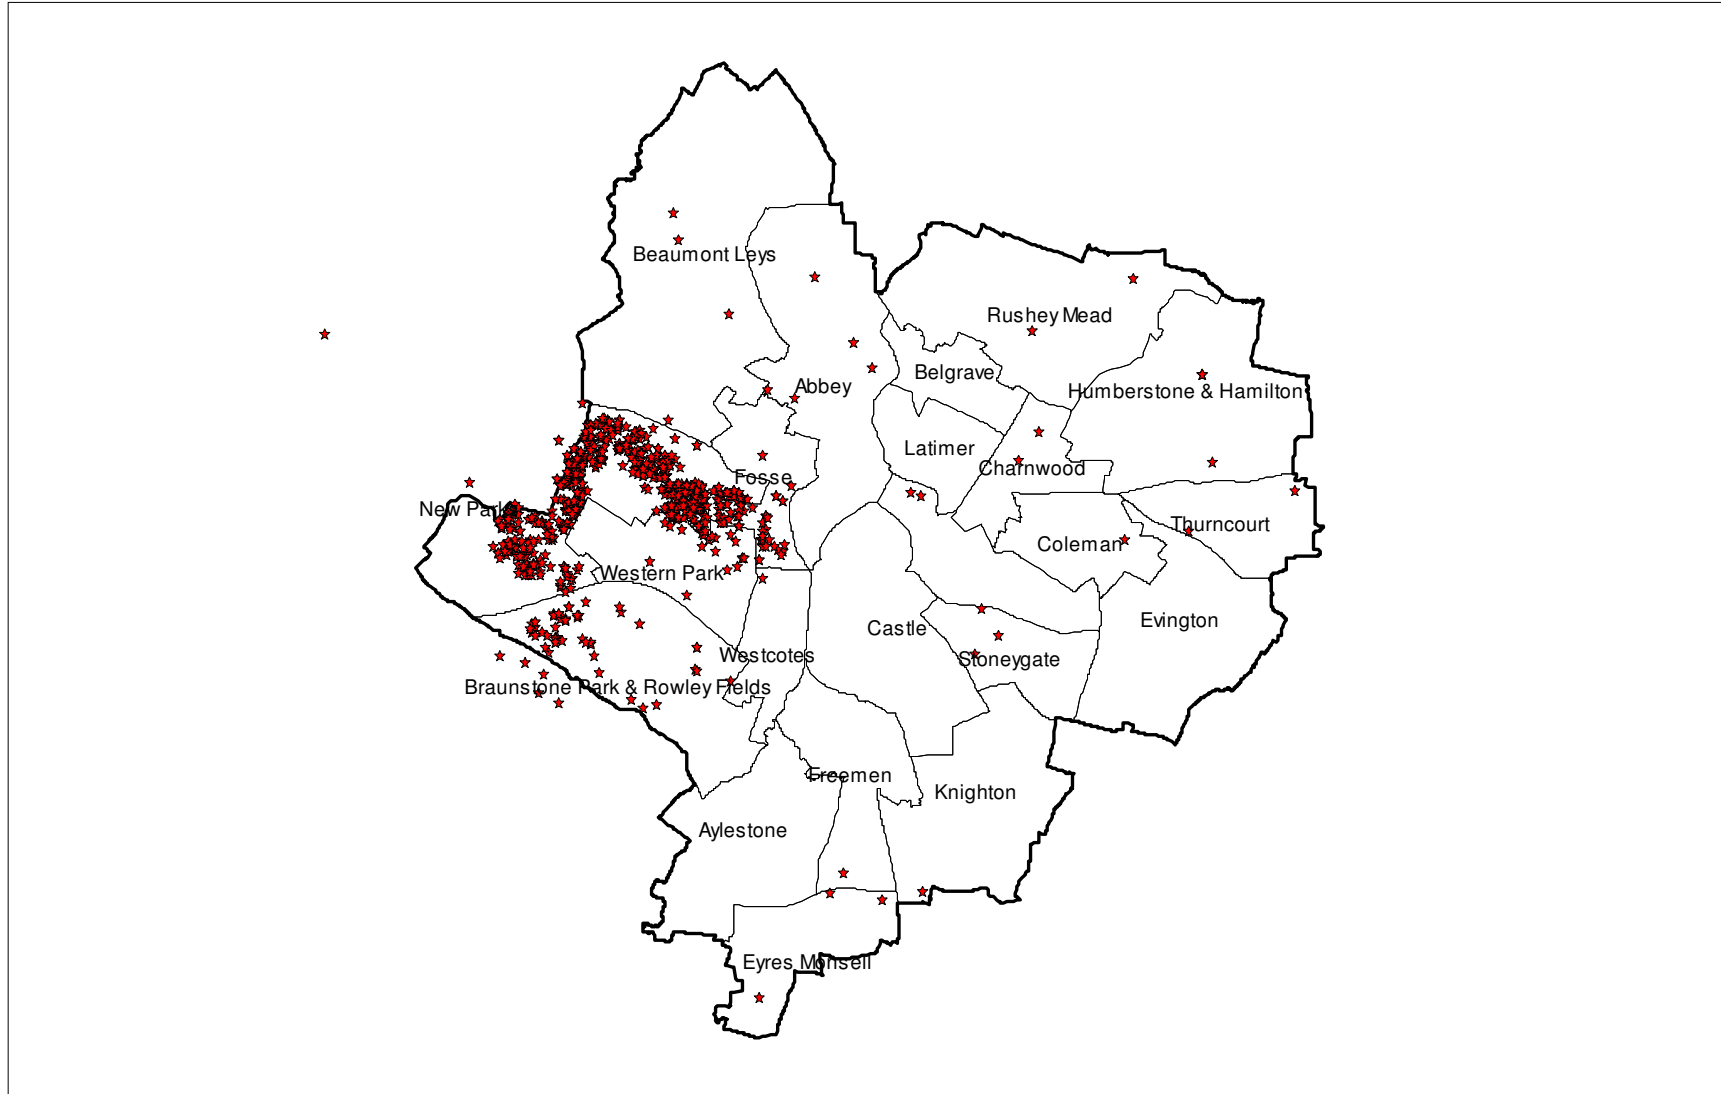 Beaumont Leys
Rushey Mead
Belgrave
Abbey
Humberstone & Hamilton
Latimer
Charnwood
Fosse
New Parks
Thurncourt
Coleman
Western Park
Evington
Castle
Westcotes
Stoneygate
Braunstone Park & Rowley Fields
Freemen
Knighton
Aylestone
Eyres Monsell